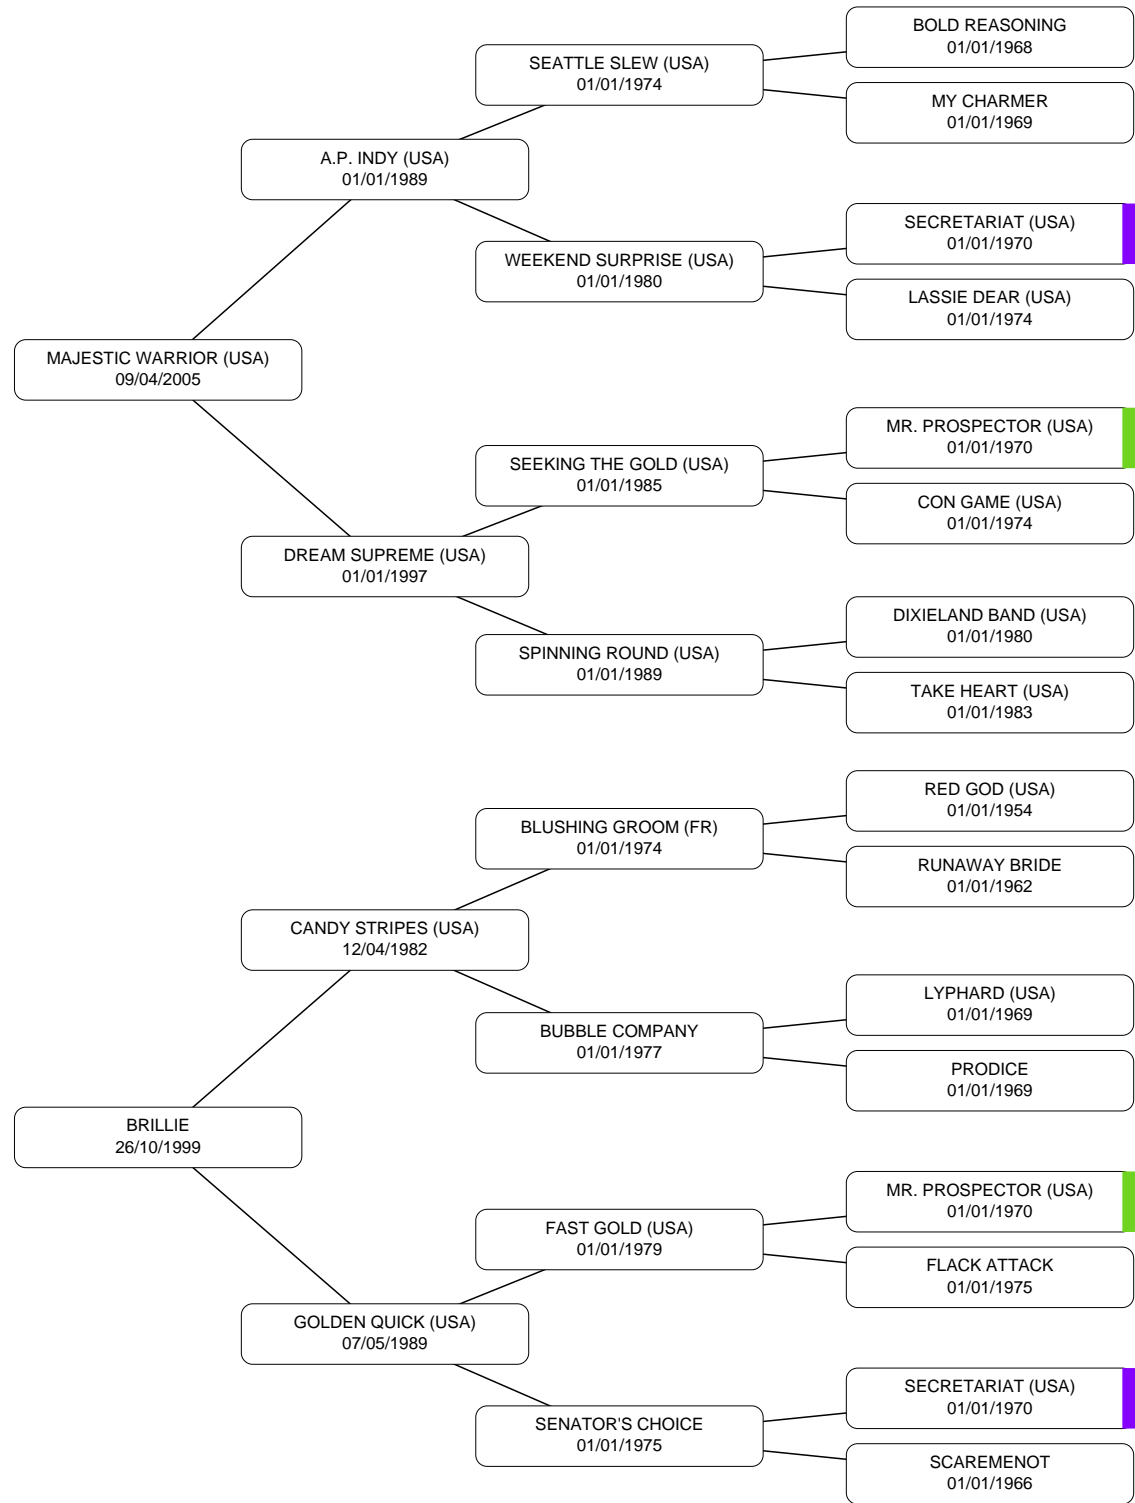 BOLD REASONING
01/01/1968
SEATTLE SLEW (USA)
01/01/1974
MY CHARMER
01/01/1969
A.P. INDY (USA)
01/01/1989
SECRETARIAT (USA)
01/01/1970
WEEKEND SURPRISE (USA)
01/01/1980
LASSIE DEAR (USA)
01/01/1974
MAJESTIC WARRIOR (USA)
09/04/2005
MR. PROSPECTOR (USA)
01/01/1970
SEEKING THE GOLD (USA)
01/01/1985
CON GAME (USA)
01/01/1974
DREAM SUPREME (USA)
01/01/1997
DIXIELAND BAND (USA)
01/01/1980
SPINNING ROUND (USA)
01/01/1989
TAKE HEART (USA)
01/01/1983
RED GOD (USA)
01/01/1954
BLUSHING GROOM (FR)
01/01/1974
RUNAWAY BRIDE
01/01/1962
CANDY STRIPES (USA)
12/04/1982
LYPHARD (USA)
01/01/1969
BUBBLE COMPANY
01/01/1977
PRODICE
01/01/1969
BRILLIE
26/10/1999
MR. PROSPECTOR (USA)
01/01/1970
FAST GOLD (USA)
01/01/1979
FLACK ATTACK
01/01/1975
GOLDEN QUICK (USA)
07/05/1989
SECRETARIAT (USA)
01/01/1970
SENATOR'S CHOICE
01/01/1975
SCAREMENOT
01/01/1966